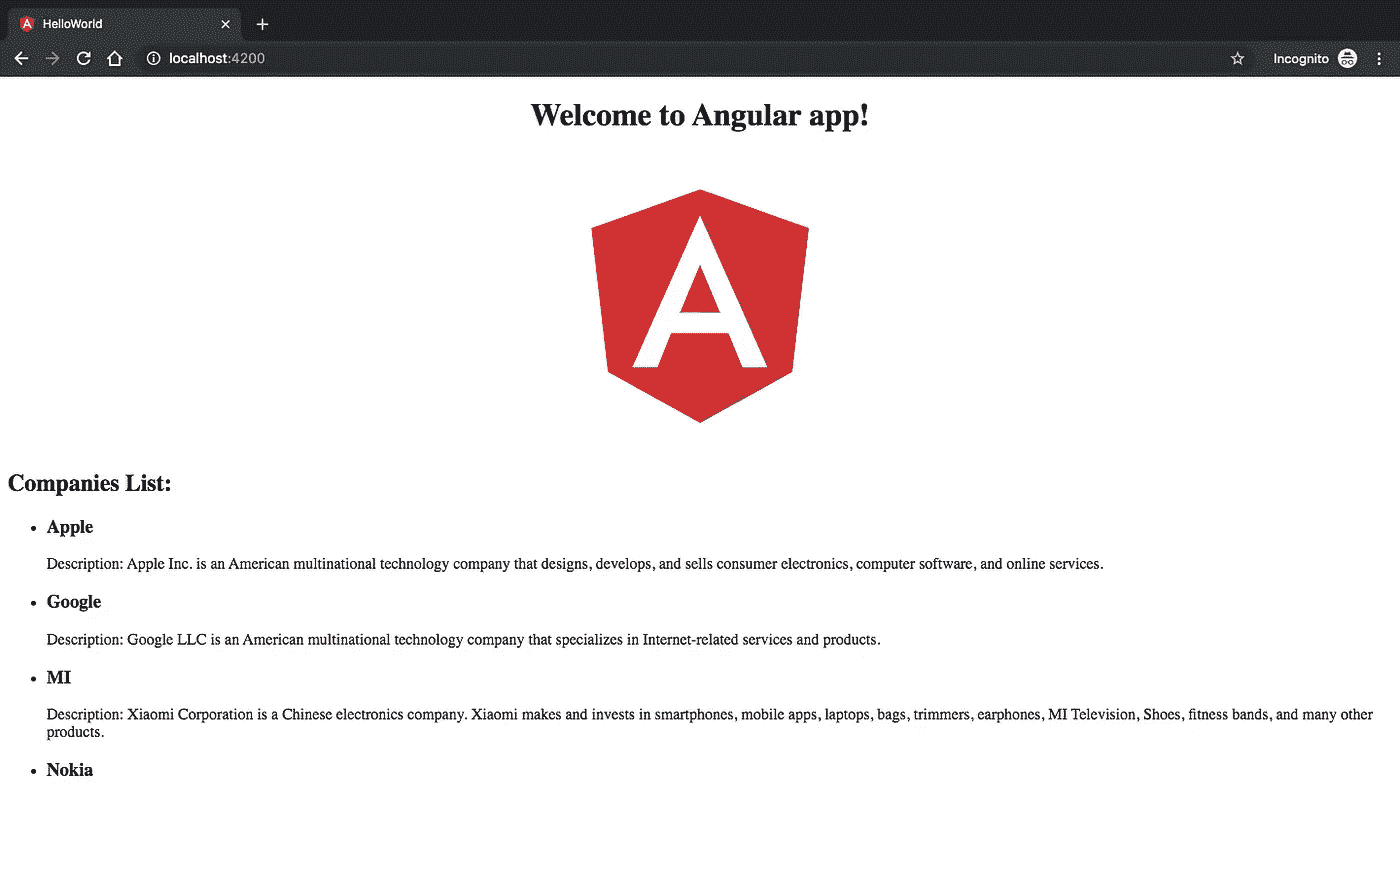 HelloWorld
localhost:4200
Incognito
Welcome to Angular app!
A
Companies List:
Apple
Description: Apple Inc. is an American multinational technology company that designs, develops, and sells consumer electronics, computer software, and online services.
Google
Description: Google LLC is an American multinational technology company that specializes in Internet-related services and products.
MI
Description: Xiaomi Corporation is a Chinese electronics company. Xiaomi makes and invests in smartphones, mobile apps, laptops, bags, trimmers, earphones, MI Television, Shoes, fitness bands, and many other
products.
Nokia